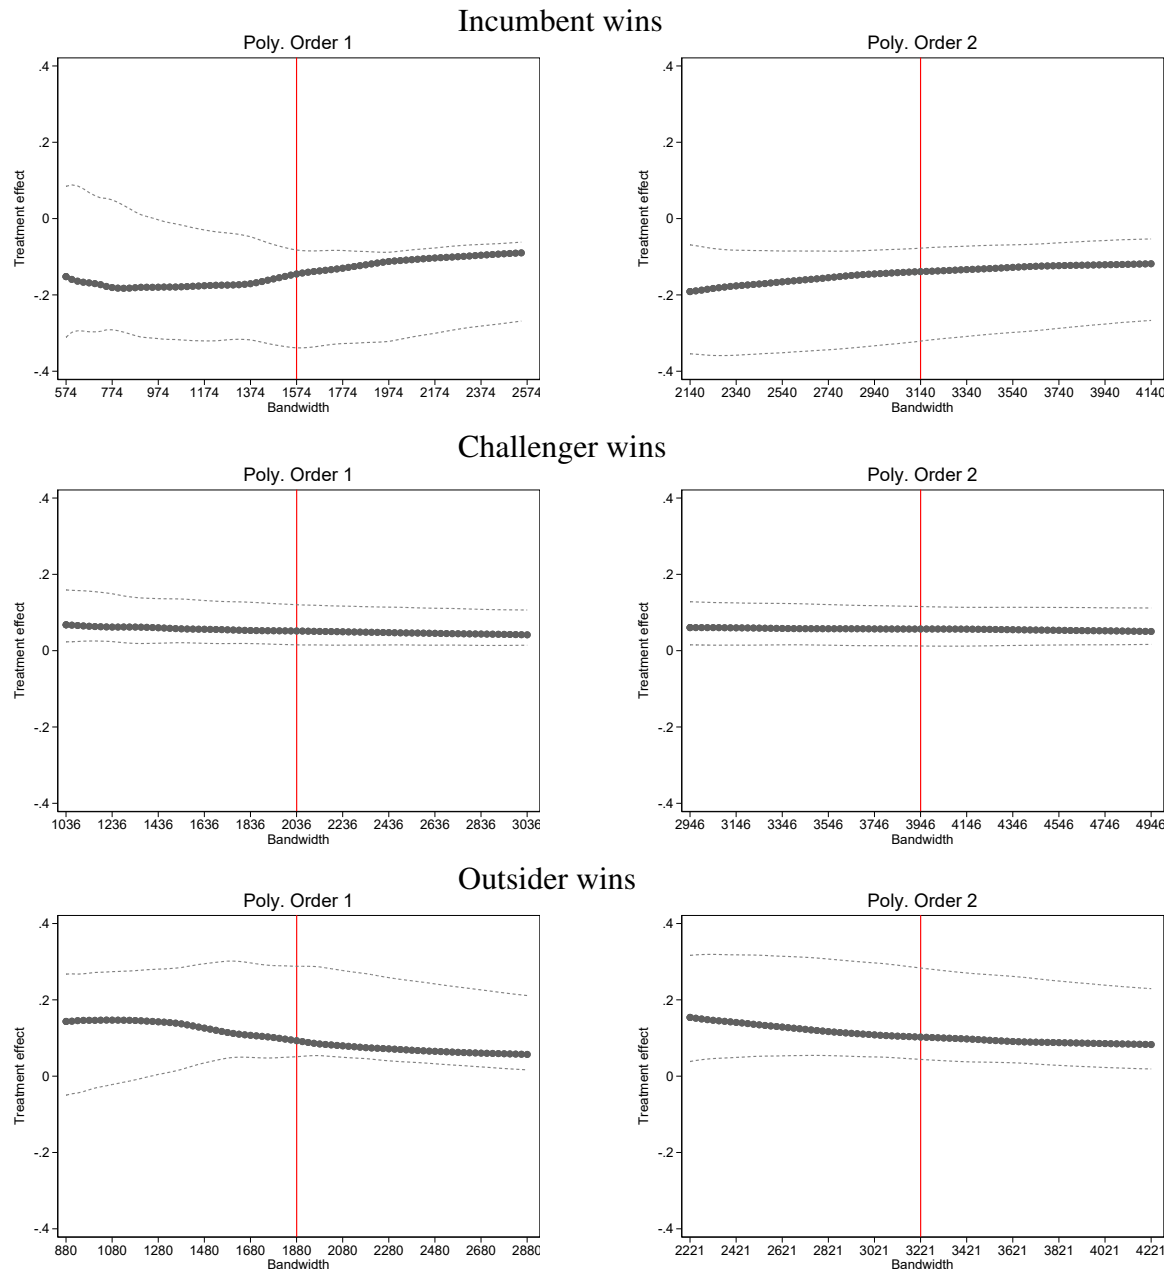 Incumbent wins
Poly. Order 1
Poly. Order 2
.4
.2
0
-.2
-.4
Treatment effect
574 774 974 1174 1374 1574 1774 1974 2174 2374 2574
Bandwidth
.4
.2
0
-.2
-.4
Treatment effect
2140 2340 2540 2740 2940 3140 3340 3540 3740 3940 4140
Bandwidth
Challenger wins
Poly. Order 1
Poly. Order 2
.4
.2
0
-.2
-.4
Treatment effect
1036 1236 1436 1636 1836 2036 2236 2436 2636 2836 3036
Bandwidth
.4
.2
0
-.2
-.4
Treatment effect
2946 3146 3346 3546 3746 3946 4146 4346 4546 4746 4946
Bandwidth
Outsider wins
Poly. Order 1
Poly. Order 2
.4
.2
0
-.2
-.4
Treatment effect
880 1080 1280 1480 1680 1880 2080 2280 2480 2680 2880
Bandwidth
.4
.2
0
-.2
-.4
Treatment effect
2221 2421 2621 2821 3021 3221 3421 3621 3821 4021 4221
Bandwidth